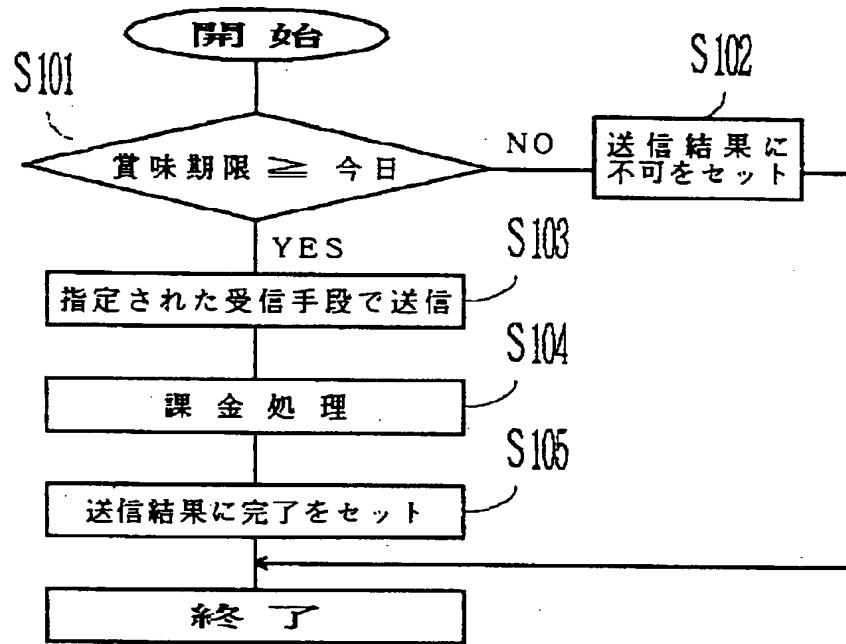 開始
S101
賞味期限 ≧ 今日
NO
S102
送信結果に
不可をセット
YES
S103
指定された受信手段で送信
S104
課金処理
S105
送信結果に完了をセット
終了